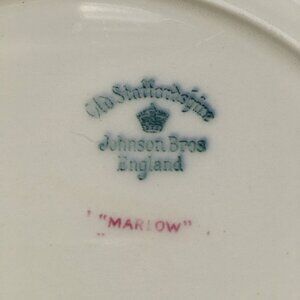 Old Staffordshire
Johnson Bros
England
"MARLOW"